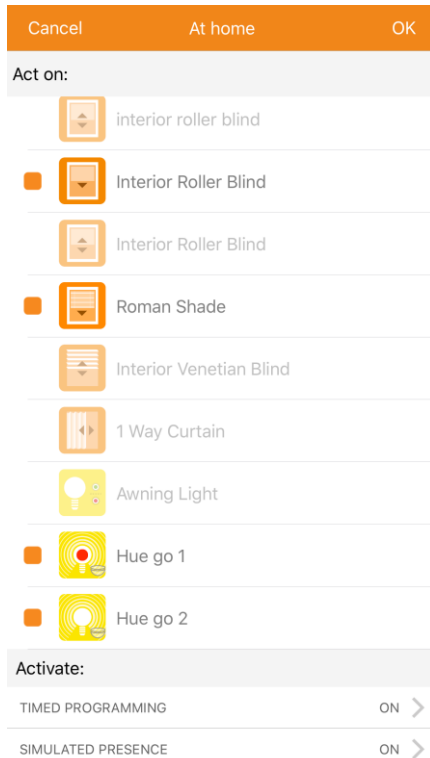 Cancel At home OK
Act on:
interior roller blind
Interior Roller Blind
Interior Roller Blind
Roman Shade
Interior Venetian Blind
1 Way Curtain
Awning Light
Hue go 1
Hue go 2
Activate:
TIMED PROGRAMMING ON
SIMULATED PRESENCE ON